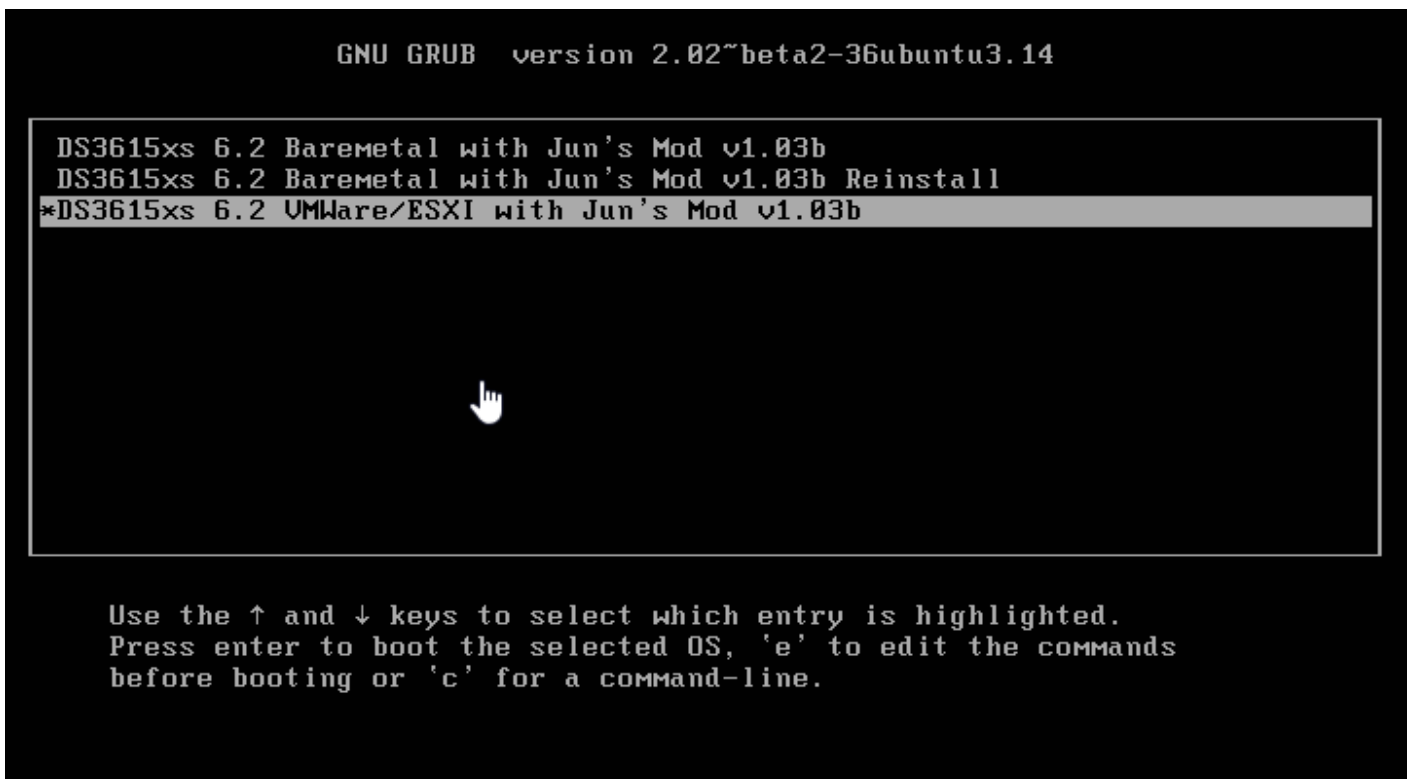 GNU GRUB  version 2.02~beta2-36ubuntu3.14
DS3615xs 6.2 Baremetal with Jun's Mod v1.03b
DS3615xs 6.2 Baremetal with Jun's Mod v1.03b Reinstall
*DS3615xs 6.2 VMWare/ESXI with Jun's Mod v1.03b
Use the ↑ and ↓ keys to select which entry is highlighted.
Press enter to boot the selected OS, `e' to edit the commands
before booting or `c' for a command-line.